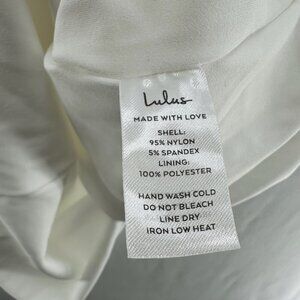 Lulus
MADE WITH LOVE
SHELL:
95% NYLON
5% SPANDEX
LINING:
100% POLYESTER
HAND WASH COLD
DO NOT BLEACH
LINE DRY
IRON LOW HEAT